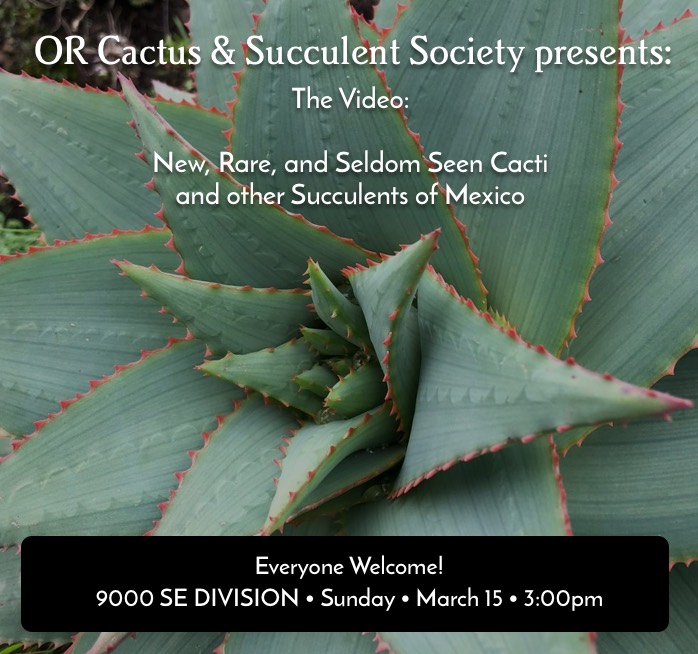 OR Cactus & Succulent Society presents:
The Video:
New, Rare, and Seldom Seen Cacti
and other Succulents of Mexico
Everyone Welcome!
9000 SE DIVISION • Sunday • March 15 • 3:00pm